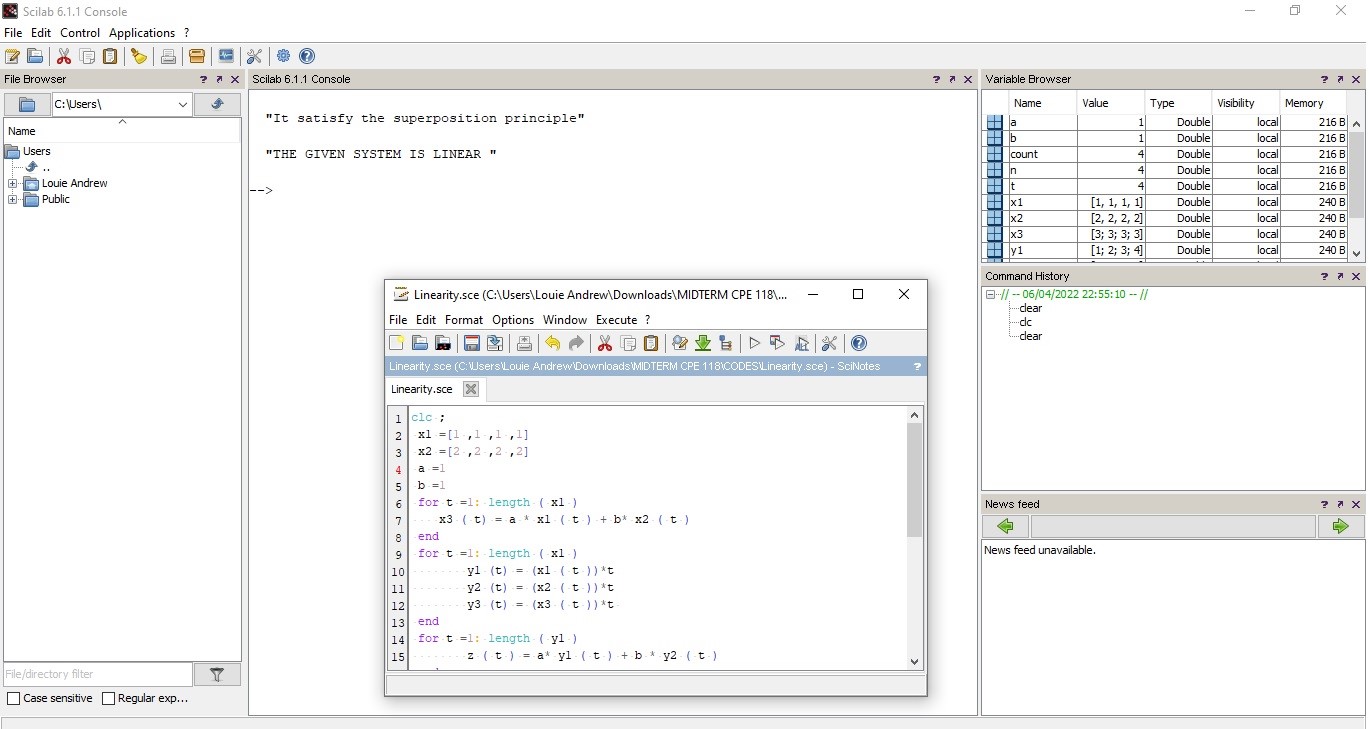 Scilab 6.1.1 Console
File Edit Control Applications ?
File Browser ? ↗ ✕
C:\Users\
Name
Users
..
Louie Andrew
Public
File/directory filter
Case sensitive Regular exp...
Scilab 6.1.1 Console ? ↗ ✕
"It satisfy the superposition principle"
"THE GIVEN SYSTEM IS LINEAR "
-->
Linearity.sce (C:\Users\Louie Andrew\Downloads\MIDTERM CPE 118\...
File Edit Format Options Window Execute ?
Linearity.sce (C:\Users\Louie Andrew\Downloads\MIDTERM CPE 118\CODES\Linearity.sce) - SciNotes ?
Linearity.sce
1 clc ;
2 x1 =[1 ,1 ,1 ,1]
3 x2 =[2 ,2 ,2 ,2]
4 a =1
5 b =1
6 for t =1: length ( x1 )
7 x3 ( t) = a * x1 ( t ) + b* x2 ( t )
8 end
9 for t =1: length ( x1 )
10 y1 (t) = (x1 ( t ))*t
11 y2 (t) = (x2 ( t ))*t
12 y3 (t) = (x3 ( t ))*t
13 end
14 for t =1: length ( y1 )
15 z ( t ) = a* y1 ( t ) + b * y2 ( t )
Variable Browser ? ↗ ✕
Name Value Type Visibility Memory
a 1 Double local 216 B
b 1 Double local 216 B
count 4 Double local 216 B
n 4 Double local 216 B
t 4 Double local 216 B
x1 [1, 1, 1, 1] Double local 240 B
x2 [2, 2, 2, 2] Double local 240 B
x3 [3; 3; 3; 3] Double local 240 B
y1 [1; 2; 3; 4] Double local 240 B
Command History ? ↗ ✕
// -- 06/04/2022 22:55:10 -- //
clear
clc
clear
News feed ? ↗ ✕
News feed unavailable.